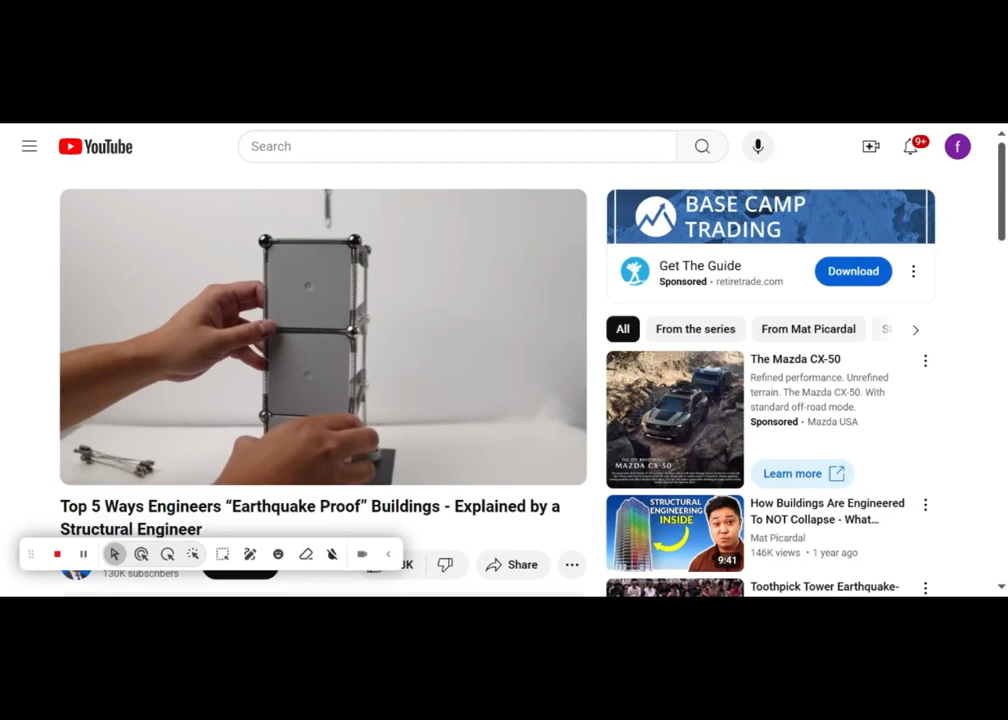 YouTube
Search
9+
f
BASE CAMP
TRADING
Get The Guide
Sponsored · retiretrade.com
Download
All
From the series
From Mat Picardal
The Mazda CX-50
Refined performance. Unrefined
terrain. The Mazda CX-50. With
standard off-road mode.
Sponsored · Mazda USA
MAZDA CX-50
Learn more
Top 5 Ways Engineers “Earthquake Proof” Buildings - Explained by a
Structural Engineer
130K subscribers
Share
STRUCTURAL
ENGINEERING
INSIDE
9:41
How Buildings Are Engineered
To NOT Collapse - What...
Mat Picardal
146K views · 1 year ago
Toothpick Tower Earthquake-